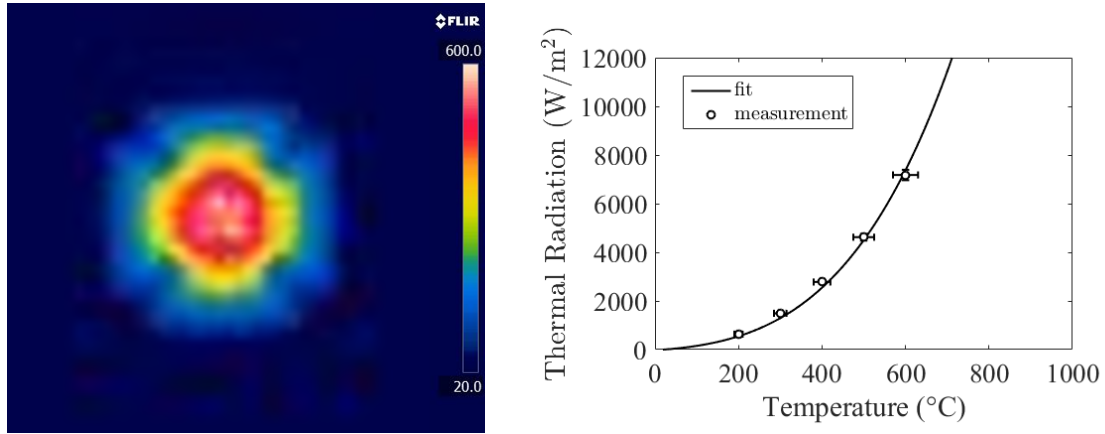 FLIR
600.0
20.0
Thermal Radiation (W/m²)
12000
10000
8000
6000
4000
2000
0
fit
measurement
0 200 400 600 800 1000
Temperature (°C)